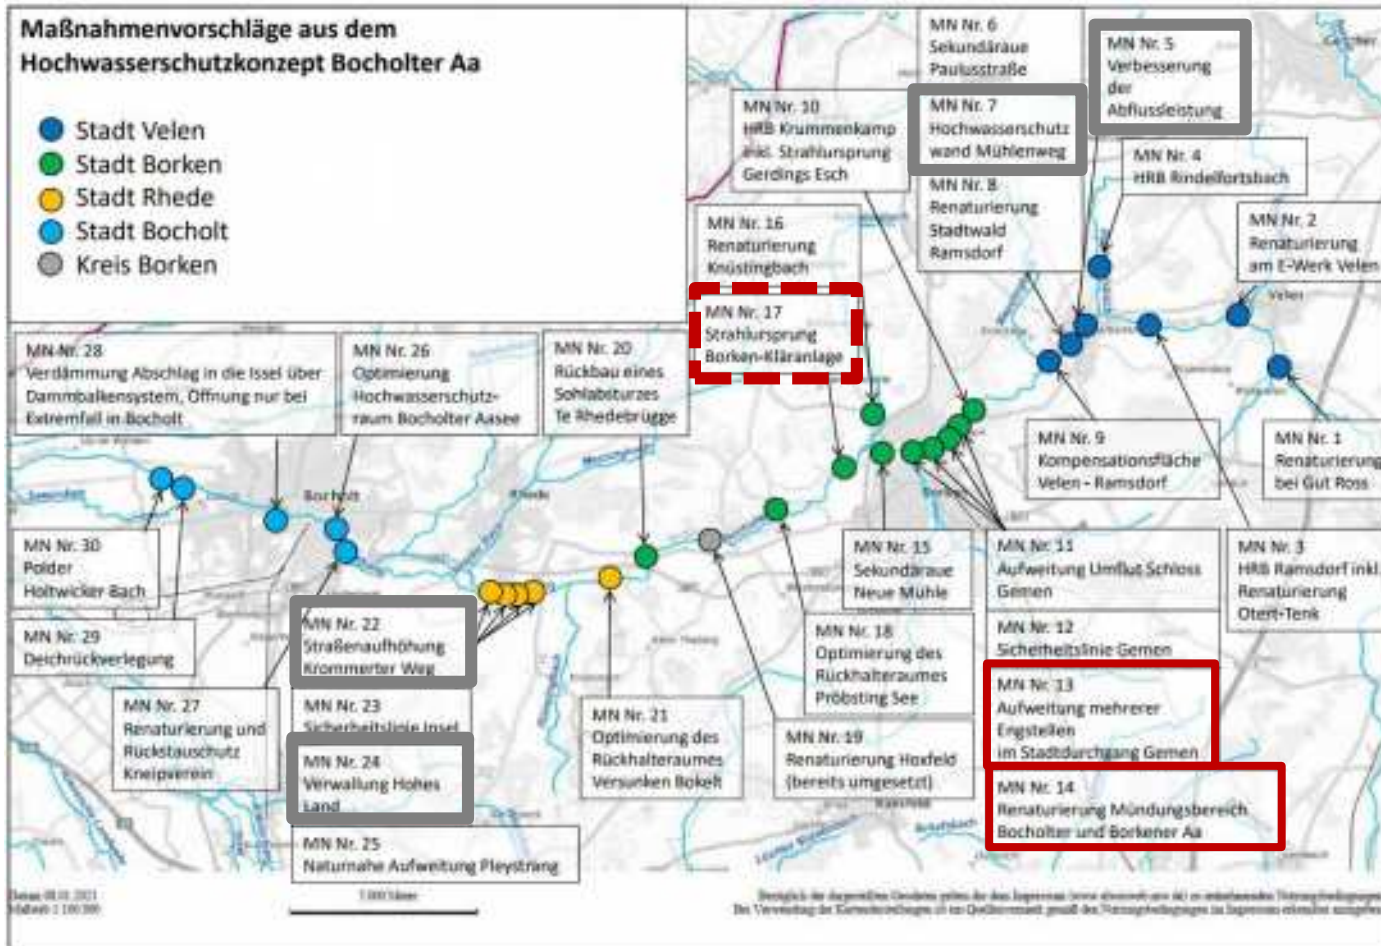 Maßnahmenvorschläge aus dem
Hochwasserschutzkonzept Bocholter Aa
Stadt Velen
Stadt Borken
Stadt Rhede
Stadt Bocholt
Kreis Borken
MN Nr. 6
Sekundäraue
Paulusstraße
MN Nr. 5
Verbesserung
der
Abflussleistung
MN Nr. 10
HRB Krummenkamp
inkl. Strahlursprung
Gerdings Esch
MN Nr. 7
Hochwasserschutz
wand Mühlenweg
MN Nr. 4
HRB Rindelfortsbach
MN Nr. 8
Renaturierung
Stadtwald
Ramsdorf
MN Nr. 16
Renaturierung
Knüstingbach
MN Nr. 2
Renaturierung
am E-Werk Velen
Velen
MN Nr. 17
Strahlursprung
Borken-Kläranlage
MN Nr. 28
Verdämmung Abschlag in die Issel über
Dammbalkensystem, Öffnung nur bei
Extremfall in Bocholt
MN Nr. 26
Optimierung
Hochwasserschutz-
raum Bocholter Aasee
MN Nr. 20
Rückbau eines
Sohlabsturzes
Te Rhedebrügge
MN Nr. 9
Kompensationsfläche
Velen - Ramsdorf
MN Nr. 1
Renaturierung
bei Gut Ross
Bocholt
Rhede
Borken
MN Nr. 30
Polder
Holtwicker Bach
MN Nr. 15
Sekundäraue
Neue Mühle
MN Nr. 11
Aufweitung Umflut Schloss
Gemen
MN Nr. 3
HRB Ramsdorf inkl.
Renaturierung
Otert-Tenk
MN Nr. 29
Deichrückverlegung
MN Nr. 22
Straßenaufhöhung
Krommerter Weg
MN Nr. 18
Optimierung des
Rückhalteraumes
Pröbsting See
MN Nr. 12
Sicherheitslinie Gemen
MN Nr. 27
Renaturierung und
Rückstauschutz
Kneipverein
MN Nr. 23
Sicherheitslinie Insel
MN Nr. 21
Optimierung des
Rückhalteraumes
Versunken Bokelt
MN Nr. 19
Renaturierung Hoxfeld
(bereits umgesetzt)
MN Nr. 13
Aufweitung mehrerer
Engstellen
im Stadtdurchgang Gemen
MN Nr. 24
Verwallung Hohes
Land
MN Nr. 14
Renaturierung Mündungsbereich
Bocholter und Borkener Aa
MN Nr. 25
Naturnahe Aufweitung Pleystrang